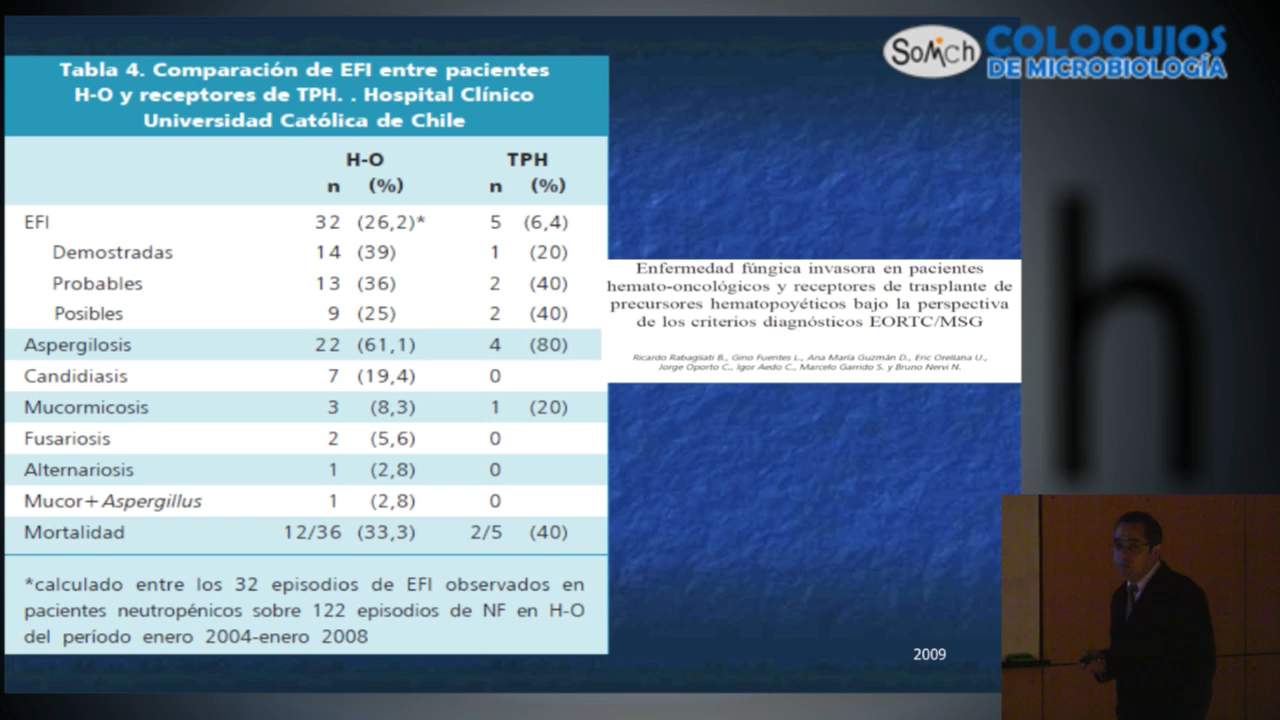 SOMICH
COLOQUIOS
DE MICROBIOLOGÍA
Tabla 4. Comparación de EFI entre pacientes
H-O y receptores de TPH. . Hospital Clínico
Universidad Católica de Chile
H-O TPH
n (%) n (%)
EFI 32 (26,2)* 5 (6,4)
Demostradas 14 (39) 1 (20)
Probables 13 (36) 2 (40)
Posibles 9 (25) 2 (40)
Aspergilosis 22 (61,1) 4 (80)
Candidiasis 7 (19,4) 0
Mucormicosis 3 (8,3) 1 (20)
Fusariosis 2 (5,6) 0
Alternariosis 1 (2,8) 0
Mucor+Aspergillus 1 (2,8) 0
Mortalidad 12/36 (33,3) 2/5 (40)
*calculado entre los 32 episodios de EFI observados en
pacientes neutropénicos sobre 122 episodios de NF en H-O
del período enero 2004-enero 2008
Enfermedad fúngica invasora en pacientes
hemato-oncológicos y receptores de trasplante de
precursores hematopoyéticos bajo la perspectiva
de los criterios diagnósticos EORTC/MSG
Ricardo Rabagliati B., Gino Fuentes L., Ana María Guzmán D., Eric Orellana U.,
Jorge Oporto C., Igor Aedo C., Marcelo Garrido S. y Bruno Nervi N.
2009
h